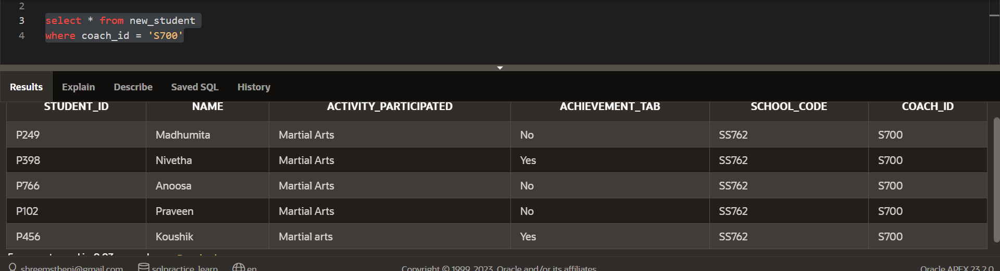 2
3 select * from new_student
4 where coach_id = 'S700'
Results Explain Describe Saved SQL History
STUDENT_ID NAME ACTIVITY_PARTICIPATED ACHIEVEMENT_TAB SCHOOL_CODE COACH_ID
P249 Madhumita Martial Arts No SS762 S700
P398 Nivetha Martial Arts Yes SS762 S700
P766 Anoosa Martial Arts No SS762 S700
P102 Praveen Martial Arts No SS762 S700
P456 Koushik Martial arts Yes SS762 S700
shreemstheni@gmail.com sqlpractice_learn en Copyright © 1999, 2023, Oracle and/or its affiliates. Oracle APEX 23.2.0